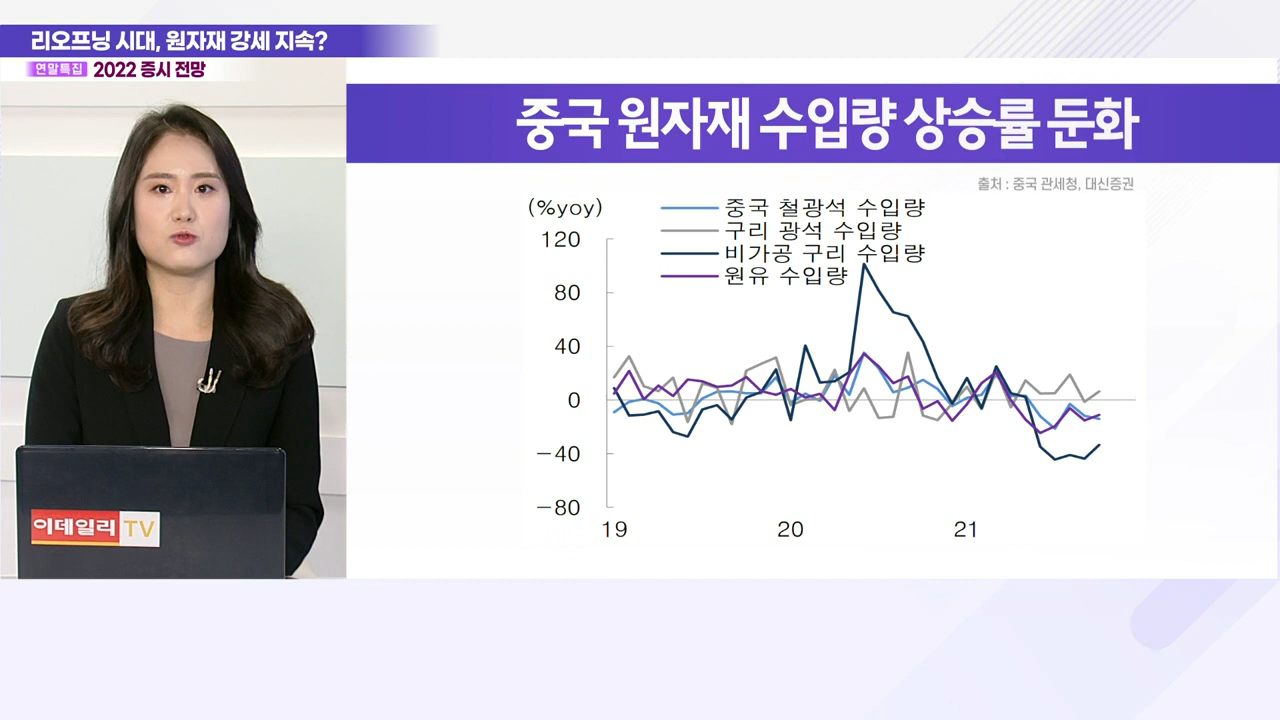 리오프닝 시대, 원자재 강세 지속?
연말특집 2022 증시 전망
중국 원자재 수입량 상승률 둔화
출처 : 중국 관세청, 대신증권
(%yoy)
중국 철광석 수입량
구리 광석 수입량
비가공 구리 수입량
원유 수입량
120
80
40
0
-40
-80
19 20 21
이데일리 TV